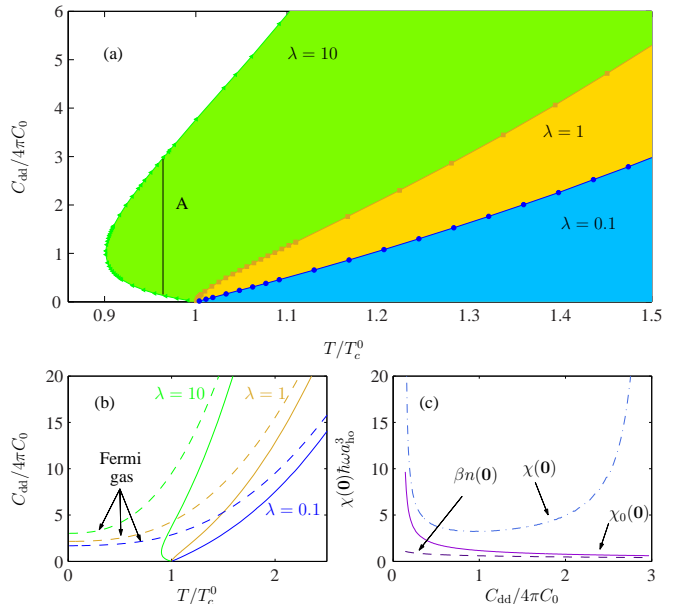 6
5
4
3
2
1
0
C_dd/4πC_0
(a)
λ = 10
λ = 1
λ = 0.1
A
0.9
1
1.1
1.2
1.3
1.4
1.5
T/T_c^0
20
15
10
5
0
C_dd/4πC_0
(b)
λ = 10
λ = 1
λ = 0.1
Fermi
gas
0
1
2
T/T_c^0
20
15
10
5
0
χ(0)ħωa_ho^3
(c)
βn(0)
χ(0)
χ_0(0)
0
1
2
3
C_dd/4πC_0